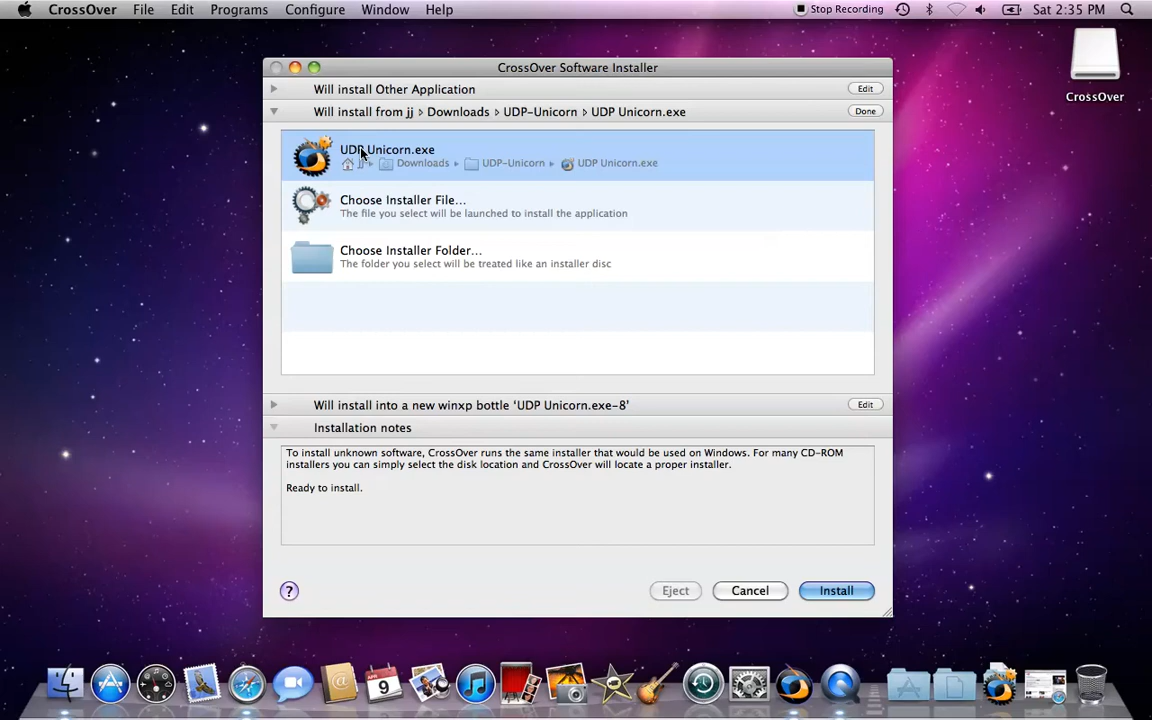 CrossOver File Edit Programs Configure Window Help Stop Recording Sat 2:35 PM
CrossOver Software Installer
Will install Other Application Edit
Will install from jj › Downloads › UDP-Unicorn › UDP Unicorn.exe Done
UDP Unicorn.exe
Downloads UDP-Unicorn UDP Unicorn.exe
Choose Installer File...
The file you select will be launched to install the application
Choose Installer Folder...
The folder you select will be treated like an installer disc
Will install into a new winxp bottle ‘UDP Unicorn.exe-8’ Edit
Installation notes
To install unknown software, CrossOver runs the same installer that would be used on Windows. For many CD-ROM
installers you can simply select the disk location and CrossOver will locate a proper installer.
Ready to install.
? Eject Cancel Install
CrossOver
9